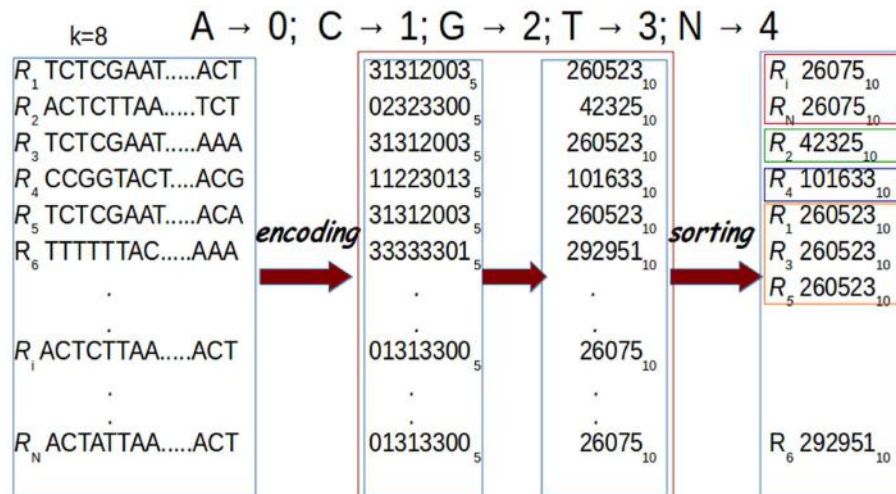 k=8 A → 0; C → 1; G → 2; T → 3; N → 4
R1 TCTCGAAT.....ACT 313120035 26052310 Ri 2607510
R2 ACTCTTAA.....TCT 023233005 4232510 RN 2607510
R3 TCTCGAAT.....AAA 313120035 26052310 R2 4232510
R4 CCGGTACT....ACG 112230135 10163310 R4 10163310
R5 TCTCGAAT.....ACA encoding 313120035 26052310 sorting R1 26052310
R6 TTTTTTAC.....AAA 333333015 29295110 R3 26052310
. . . R5 26052310
. . .
Ri ACTCTTAA.....ACT 013133005 2607510
. . .
. . .
RN ACTATTAA.....ACT 013133005 2607510 R6 29295110